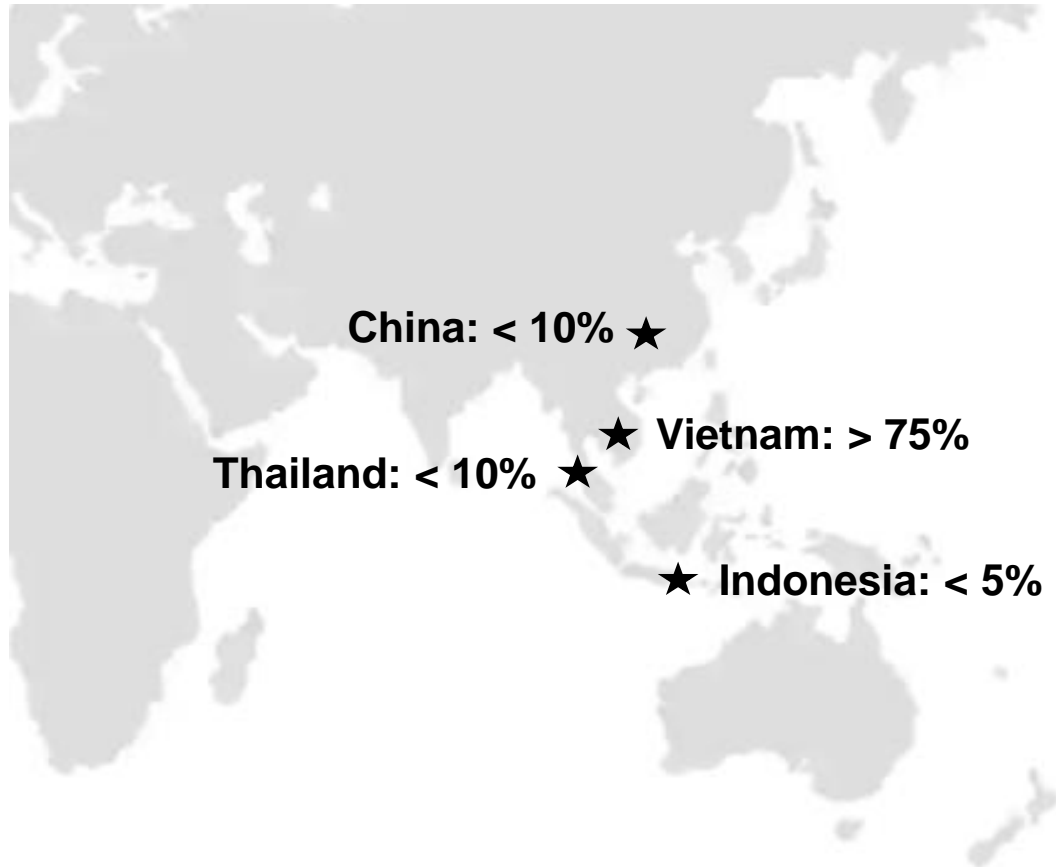 China: < 10%
Vietnam: > 75%
Thailand: < 10%
Indonesia: < 5%